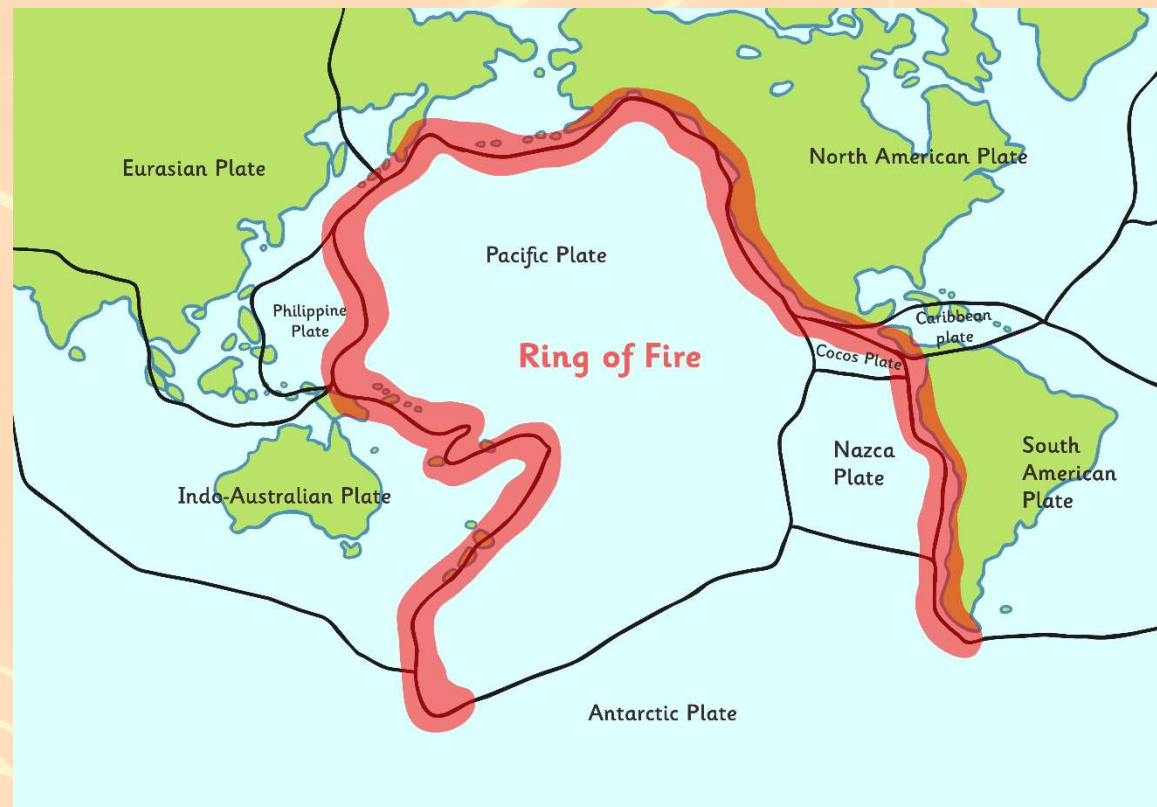 Eurasian Plate
North American Plate
Pacific Plate
Philippine
Plate
Caribbean
plate
Ring of Fire
Cocos Plate
Nazca
Plate
South
American
Plate
Indo-Australian Plate
Antarctic Plate